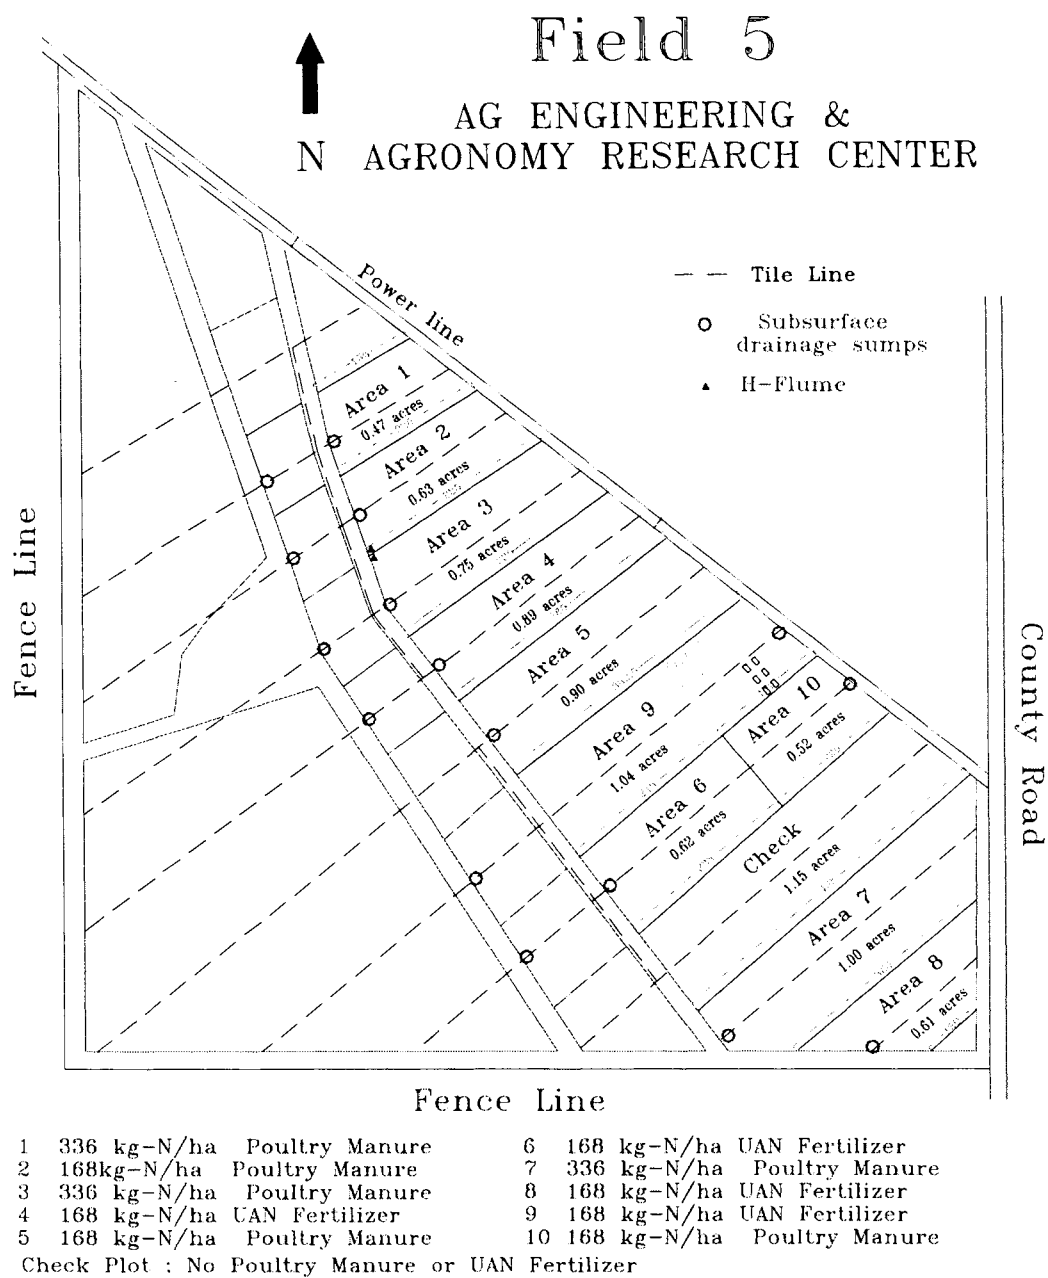 Field 5
AG ENGINEERING &
N AGRONOMY RESEARCH CENTER
Power line
Tile Line
Subsurface
drainage sumps
H-Flume
Area 1
0.47 acres
Area 2
0.63 acres
Area 3
0.75 acres
Area 4
0.89 acres
Area 5
0.90 acres
Area 9
1.04 acres
Area 10
0.52 acres
Area 6
0.62 acres
Check
1.15 acres
Area 7
1.00 acres
Area 8
0.61 acres
Fence Line
County Road
Fence Line
1 336 kg-N/ha Poultry Manure
2 168kg-N/ha Poultry Manure
3 336 kg-N/ha Poultry Manure
4 168 kg-N/ha UAN Fertilizer
5 168 kg-N/ha Poultry Manure
6 168 kg-N/ha UAN Fertilizer
7 336 kg-N/ha Poultry Manure
8 168 kg-N/ha UAN Fertilizer
9 168 kg-N/ha UAN Fertilizer
10 168 kg-N/ha Poultry Manure
Check Plot : No Poultry Manure or UAN Fertilizer